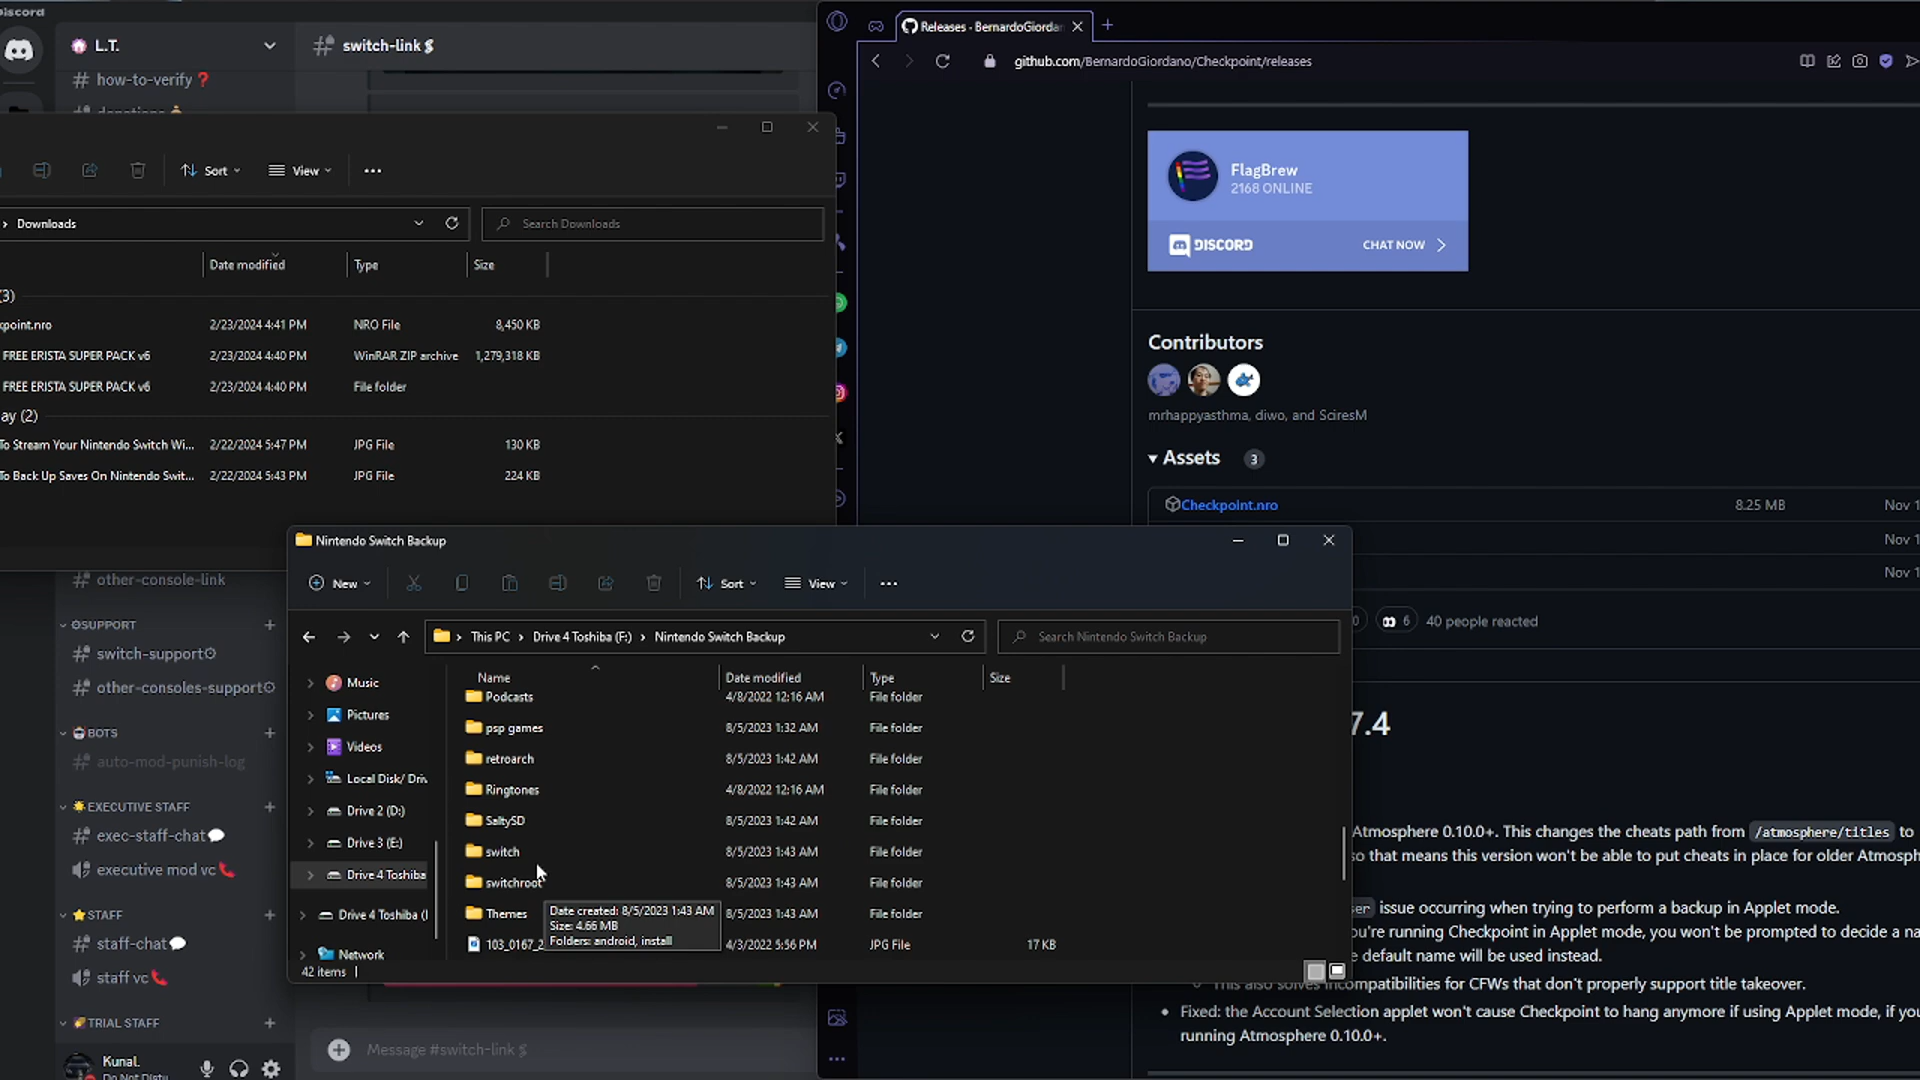 iscord
L.T.
switch-link
how-to-verify
Sort
View
Downloads
Search Downloads
Date modified
Type
Size
(3)
kpoint.nro
2/23/2024 4:41 PM
NRO File
8,450 KB
FREE ERISTA SUPER PACK v6
2/23/2024 4:40 PM
WinRAR ZIP archive
1,279,318 KB
FREE ERISTA SUPER PACK v6
2/23/2024 4:40 PM
File folder
ay (2)
To Stream Your Nintendo Switch Wi...
2/22/2024 5:47 PM
JPG File
130 KB
To Back Up Saves On Nintendo Swit...
2/22/2024 5:43 PM
JPG File
224 KB
other-console-link
SUPPORT
switch-support
other-consoles-support
BOTS
auto-mod-punish-log
EXECUTIVE STAFF
exec-staff-chat
executive mod vc
STAFF
staff-chat
staff vc
TRIAL STAFF
Kunal.
Do Not Distu
Message #switch-link
Releases · BernardoGiorda
github.com/BernardoGiordano/Checkpoint/releases
FlagBrew
2168 ONLINE
DISCORD
CHAT NOW
Contributors
mrhappyasthma, diwo, and SciresM
Assets 3
Checkpoint.nro
8.25 MB
Nov 1
Nov 1
Nov 1
6
40 people reacted
7.4
Atmosphere 0.10.0+. This changes the cheats path from /atmosphere/titles to
so that means this version won't be able to put cheats in place for older Atmosph
ser issue occurring when trying to perform a backup in Applet mode.
ou're running Checkpoint in Applet mode, you won't be prompted to decide a na
e default name will be used instead.
This also solves incompatibilities for CFWs that don't properly support title takeover.
Fixed: the Account Selection applet won't cause Checkpoint to hang anymore if using Applet mode, if you
running Atmosphere 0.10.0+.
Nintendo Switch Backup
New
Sort
View
This PC
Drive 4 Toshiba (F:)
Nintendo Switch Backup
Search Nintendo Switch Backup
Music
Pictures
Videos
Local Disk/ Driv
Drive 2 (D:)
Drive 3 (E:)
Drive 4 Toshiba
Drive 4 Toshiba (I
Network
Name
Date modified
Type
Size
Podcasts
4/8/2022 12:16 AM
File folder
psp games
8/5/2023 1:32 AM
File folder
retroarch
8/5/2023 1:42 AM
File folder
Ringtones
4/8/2022 12:16 AM
File folder
SaltySD
8/5/2023 1:42 AM
File folder
switch
8/5/2023 1:43 AM
File folder
switchroot
8/5/2023 1:43 AM
File folder
Themes
8/5/2023 1:43 AM
File folder
103_0167_2
4/3/2022 5:56 PM
JPG File
17 KB
Date created: 8/5/2023 1:43 AM
Size: 4.66 MB
Folders: android, install
42 items